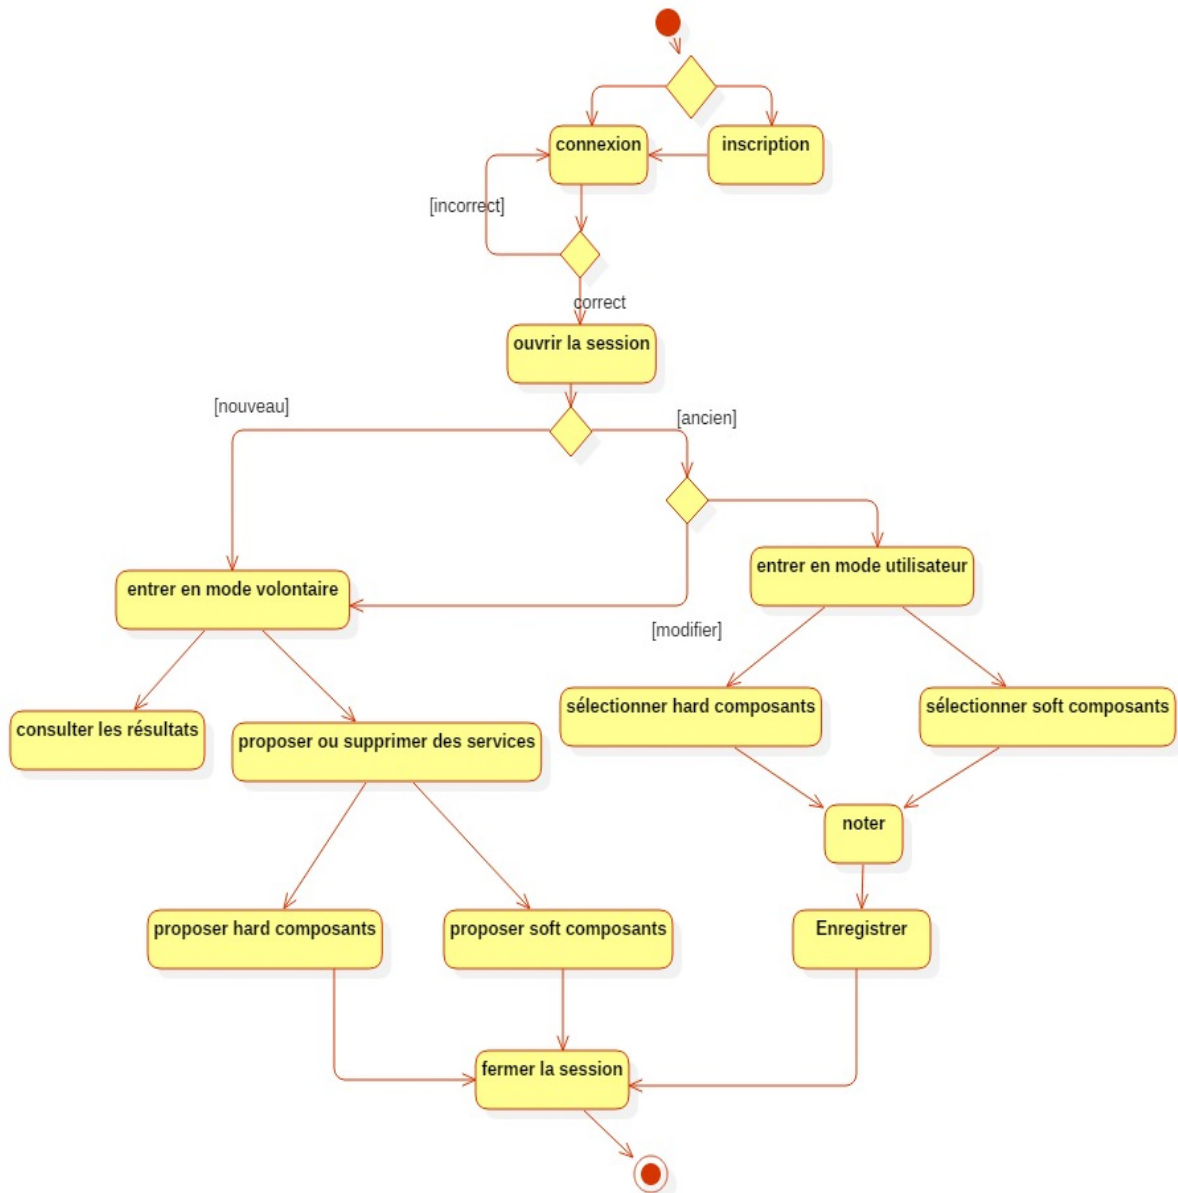 connexion
inscription
[incorrect]
correct
ouvrir la session
[nouveau]
[ancien]
entrer en mode utilisateur
entrer en mode volontaire
[modifier]
sélectionner hard composants
sélectionner soft composants
consulter les résultats
proposer ou supprimer des services
noter
proposer hard composants
proposer soft composants
Enregistrer
fermer la session